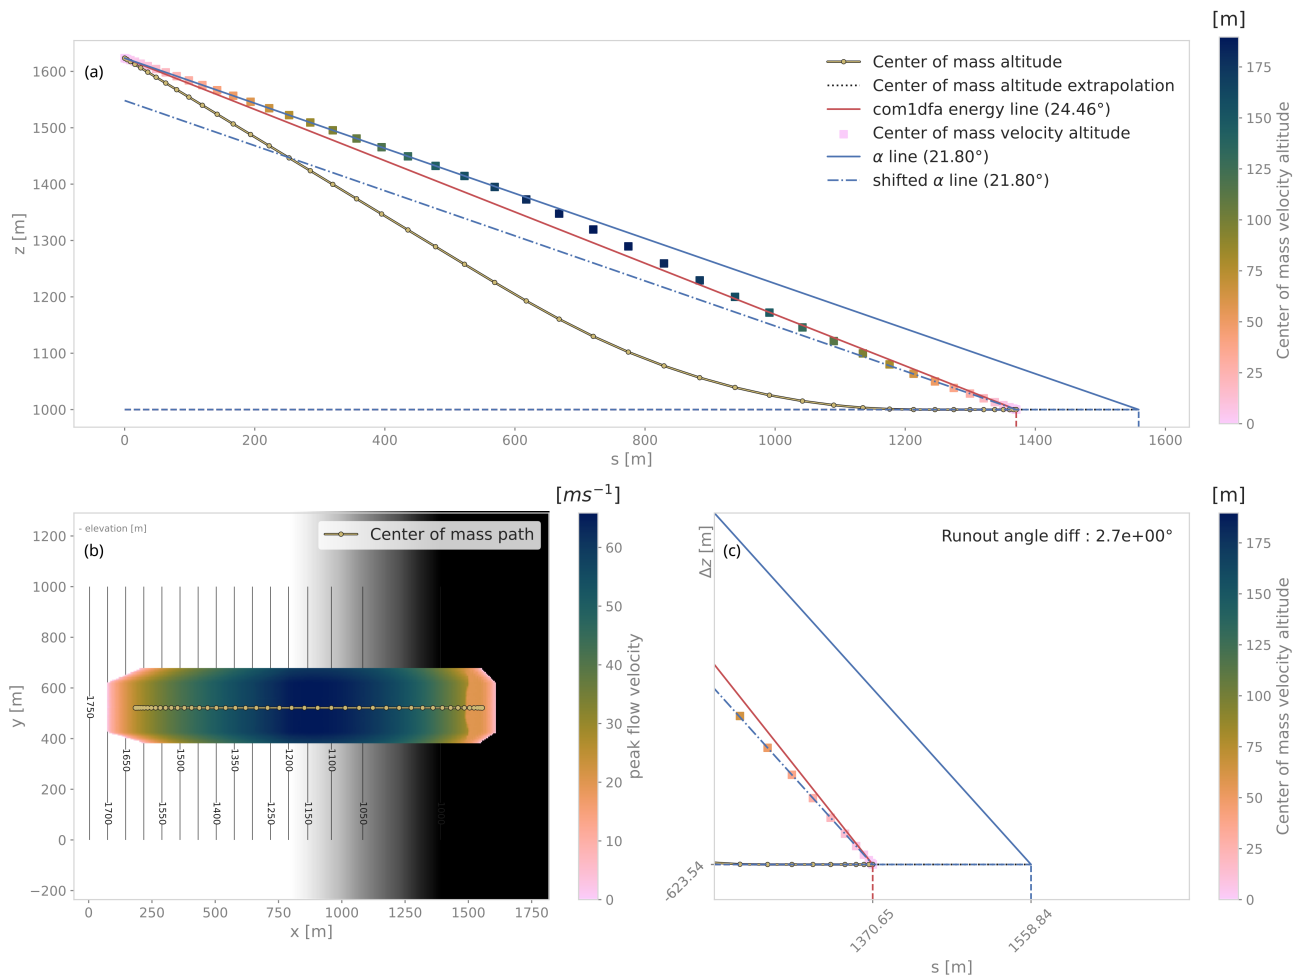 [m]
(a)
Center of mass altitude
Center of mass altitude extrapolation
com1dfa energy line (24.46°)
Center of mass velocity altitude
α line (21.80°)
shifted α line (21.80°)
1600
1500
1400
1300
1200
1100
1000
z [m]
0 200 400 600 800 1000 1200 1400 1600
s [m]
175
150
125
100
75
50
25
0
Center of mass velocity altitude
[ms⁻¹]
- elevation [m]
(b)
Center of mass path
1200
1000
800
600
400
200
0
−200
y [m]
1750
1700
1650
1550
1500
1400
1350
1250
1200
1150
1100
1050
1000
0 250 500 750 1000 1250 1500 1750
x [m]
60
50
40
30
20
10
0
peak flow velocity
[m]
Δz [m]
(c)
Runout angle diff : 2.7e+00°
-623.54
1370.65
1558.84
s [m]
175
150
125
100
75
50
25
0
Center of mass velocity altitude